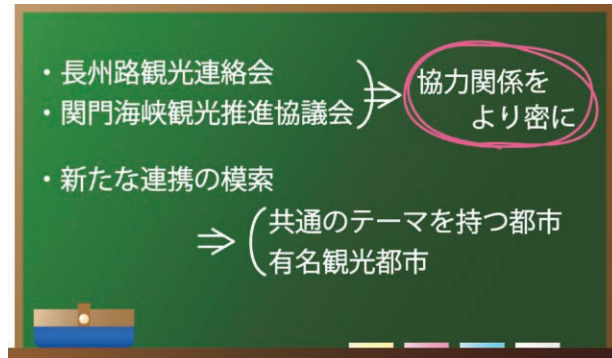 ・長州路観光連絡会
・関門海峡観光推進協議会
協力関係を
より密に
・新たな連携の模索
共通のテーマを持つ都市
有名観光都市